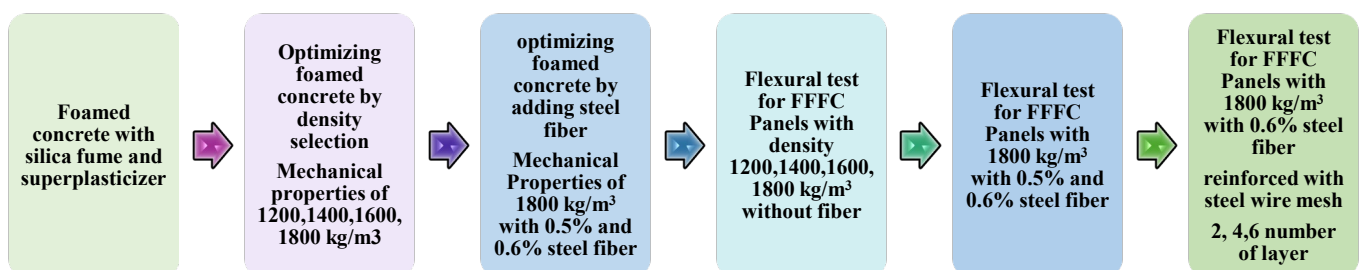 Foamed
concrete with
silica fume and
superplasticizer
Optimizing
foamed
concrete by
density
selection
Mechanical
properties of
1200,1400,1600,
1800 kg/m3
optimizing
foamed
concrete by
adding steel
fiber
Mechanical
Properties of
1800 kg/m³
with 0.5% and
0.6% steel fiber
Flexural test
for FFFC
Panels with
density
1200,1400,1600,
1800 kg/m³
without fiber
Flexural test
for FFFC
Panels with
1800 kg/m³
with 0.5% and
0.6% steel fiber
Flexural test
for FFFC
Panels with
1800 kg/m³
with 0.6% steel
fiber
reinforced with
steel wire mesh
2, 4,6 number
of layer